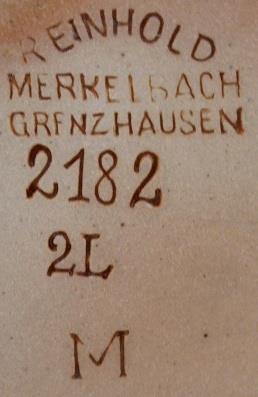 REINHOLD
MERKELBACH
GRENZHAUSEN
2182
2L
M